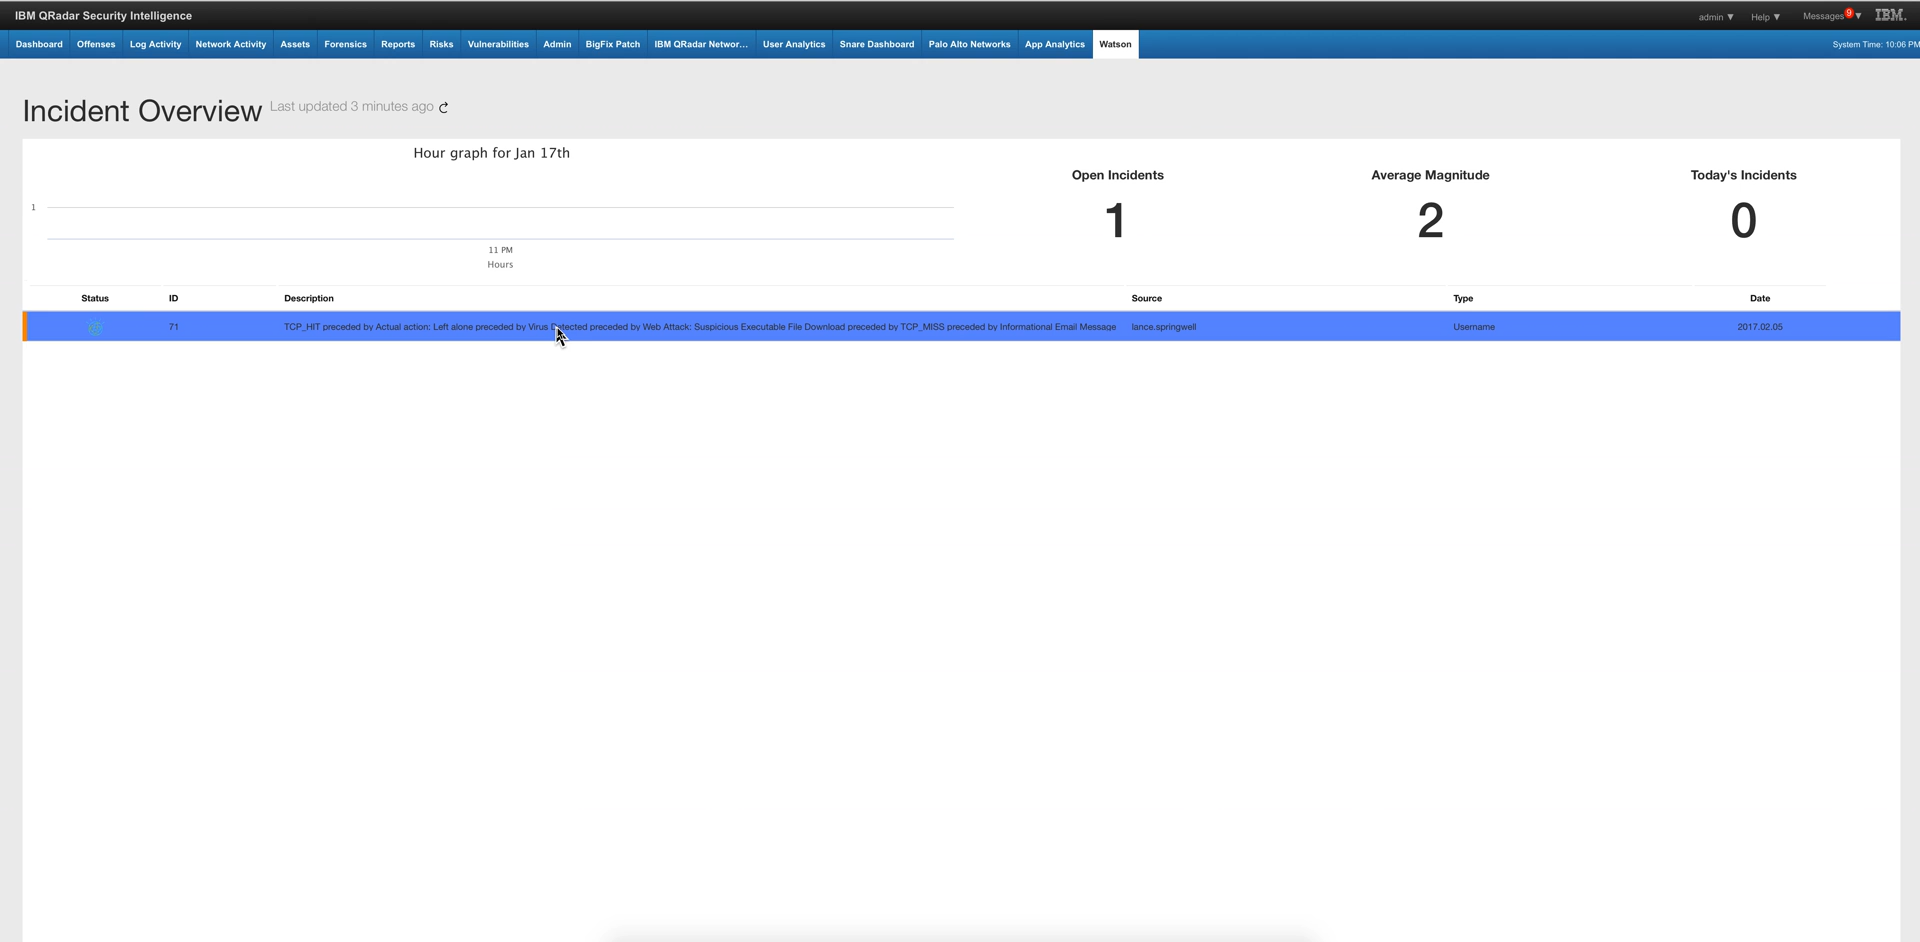 IBM QRadar Security Intelligence
admin ▼ Help ▼ Messages 9 ▼ IBM.
Dashboard Offenses Log Activity Network Activity Assets Forensics Reports Risks Vulnerabilities Admin BigFix Patch IBM QRadar Networ... User Analytics Snare Dashboard Palo Alto Networks App Analytics Watson System Time: 10:06 PM
Incident Overview Last updated 3 minutes ago
Hour graph for Jan 17th
Open Incidents Average Magnitude Today's Incidents
1
1 2 0
11 PM
Hours
Status ID Description Source Type Date
71 TCP_HIT preceded by Actual action: Left alone preceded by Virus Detected preceded by Web Attack: Suspicious Executable File Download preceded by TCP_MISS preceded by Informational Email Message lance.springwell Username 2017.02.05